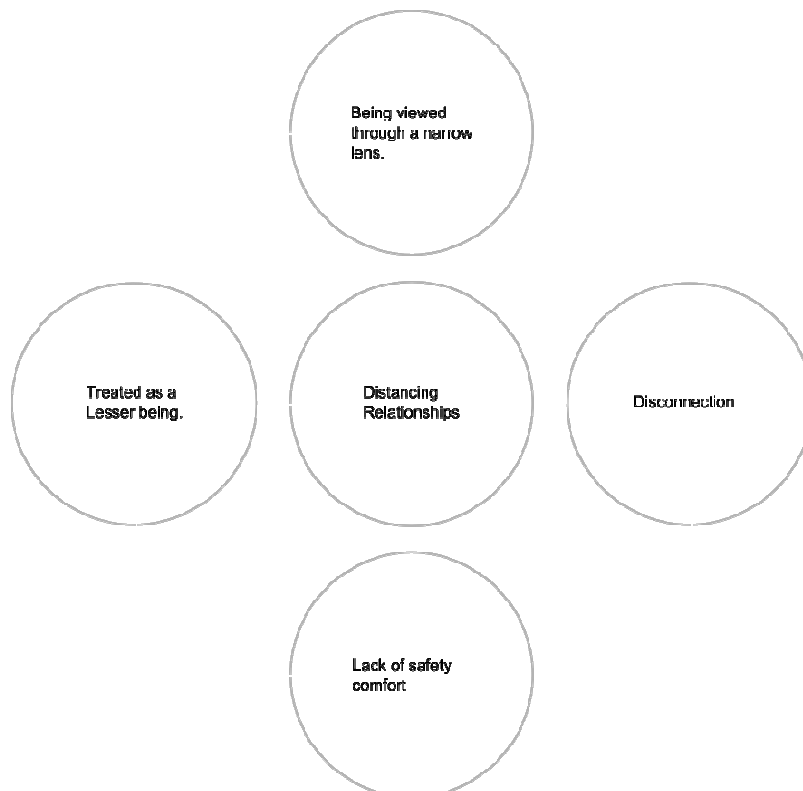 Being viewed
through a narrow
lens.
Treated as a
Lesser being.
Distancing
Relationships
Disconnection
Lack of safety
comfort